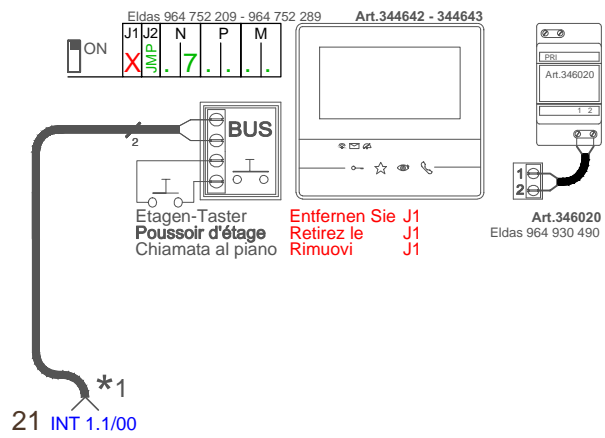 Eldas 964 752 209 - 964 752 289 Art.344642 - 344643
ON
J1 J2 N P M
X JMP . 7 . . . .
PRI
Art.346020
1 2
BUS
2
1
2
Etagen-Taster Entfernen Sie J1
Poussoir d'étage Retirez le J1
Chiamata al piano Rimuovi J1
Art.346020
Eldas 964 930 490
*1
21 INT 1.1/00